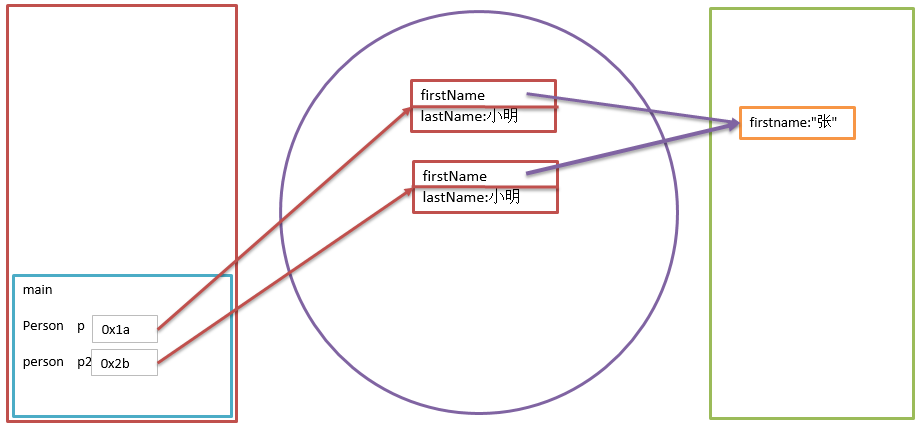 main
Person p 0x1a
person p2 0x2b
firstName
lastName:小明
firstName
lastName:小明
firstname:"张"